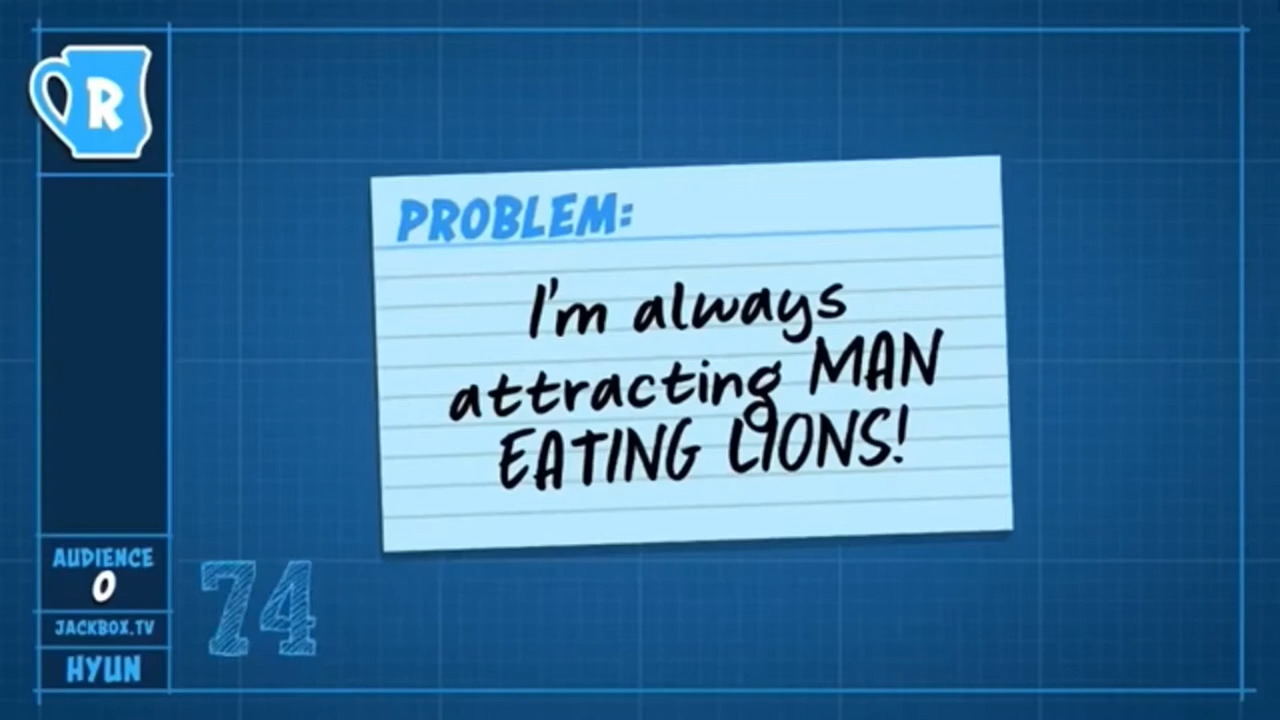 R
PROBLEM:
I'm always
attracting MAN
EATING LIONS!
AUDIENCE
0
JACKBOX.TV
HYUN
74